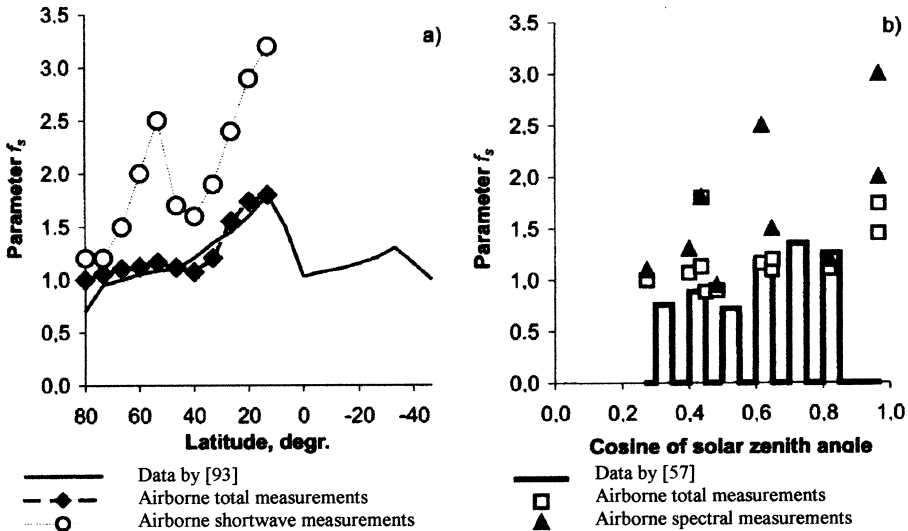 a)
Parameter fs
3.5
3.0
2.5
2.0
1.5
1.0
0.5
0.0
80 60 40 20 0 -20 -40
Latitude, degr.
Data by [93]
Airborne total measurements
Airborne shortwave measurements
b)
Parameter fs
3.5
3.0
2.5
2.0
1.5
1.0
0.5
0.0
0,0 0,2 0,4 0,6 0,8 1,0
Cosine of solar zenith angle
Data by [57]
Airborne total measurements
Airborne spectral measurements